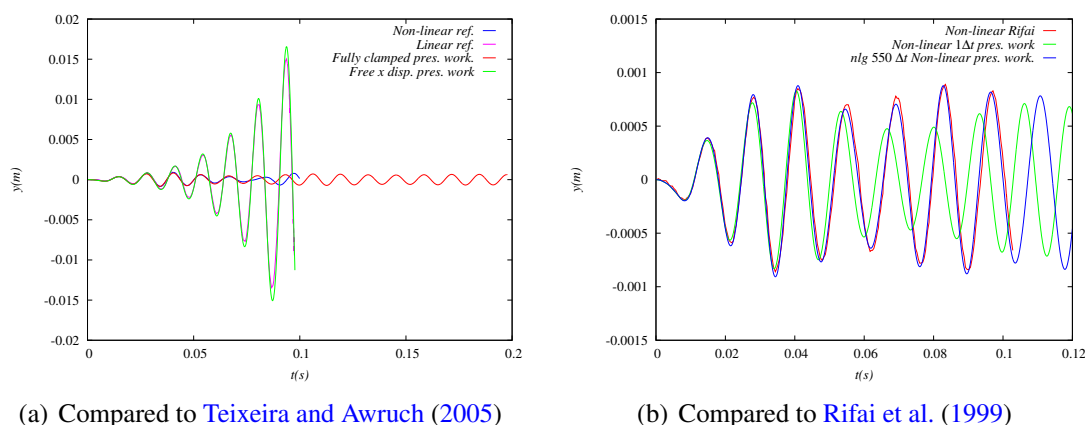 0.02
0.015
0.01
0.005
0
-0.005
-0.01
-0.015
-0.02
y(m)
0
0.05
0.1
0.15
0.2
t(s)
Non-linear ref.
Linear ref.
Fully clamped pres. work.
Free x disp. pres. work
(a) Compared to Teixeira and Awruch (2005)
0.0015
0.001
0.0005
0
-0.0005
-0.001
-0.0015
y(m)
0
0.02
0.04
0.06
0.08
0.1
0.12
t(s)
Non-linear Rifai
Non-linear 1Δt pres. work
nlg 550 Δt Non-linear pres. work.
(b) Compared to Rifai et al. (1999)